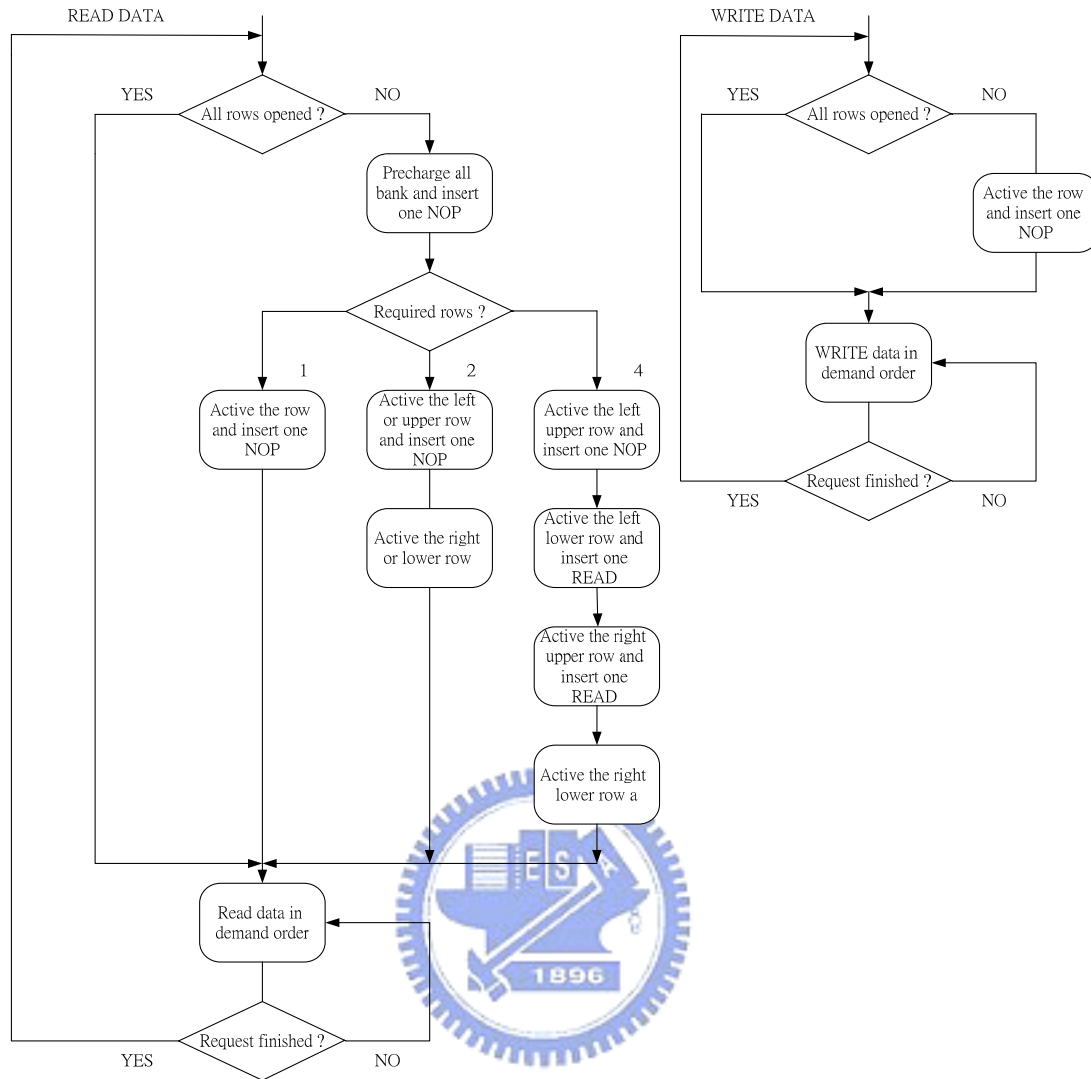 READ DATA
All rows opened ?
YES
NO
Precharge all
bank and insert
one NOP
Required rows ?
1
2
4
Active the row
and insert one
NOP
Active the left
or upper row
and insert one
NOP
Active the left
upper row and
insert one NOP
Active the right
or lower row
Active the left
lower row and
insert one
READ
Active the right
upper row and
insert one
READ
Active the right
lower row a
Read data in
demand order
Request finished ?
YES
NO
WRITE DATA
All rows opened ?
YES
NO
Active the row
and insert one
NOP
WRITE data in
demand order
Request finished ?
YES
NO
E S
A
1896